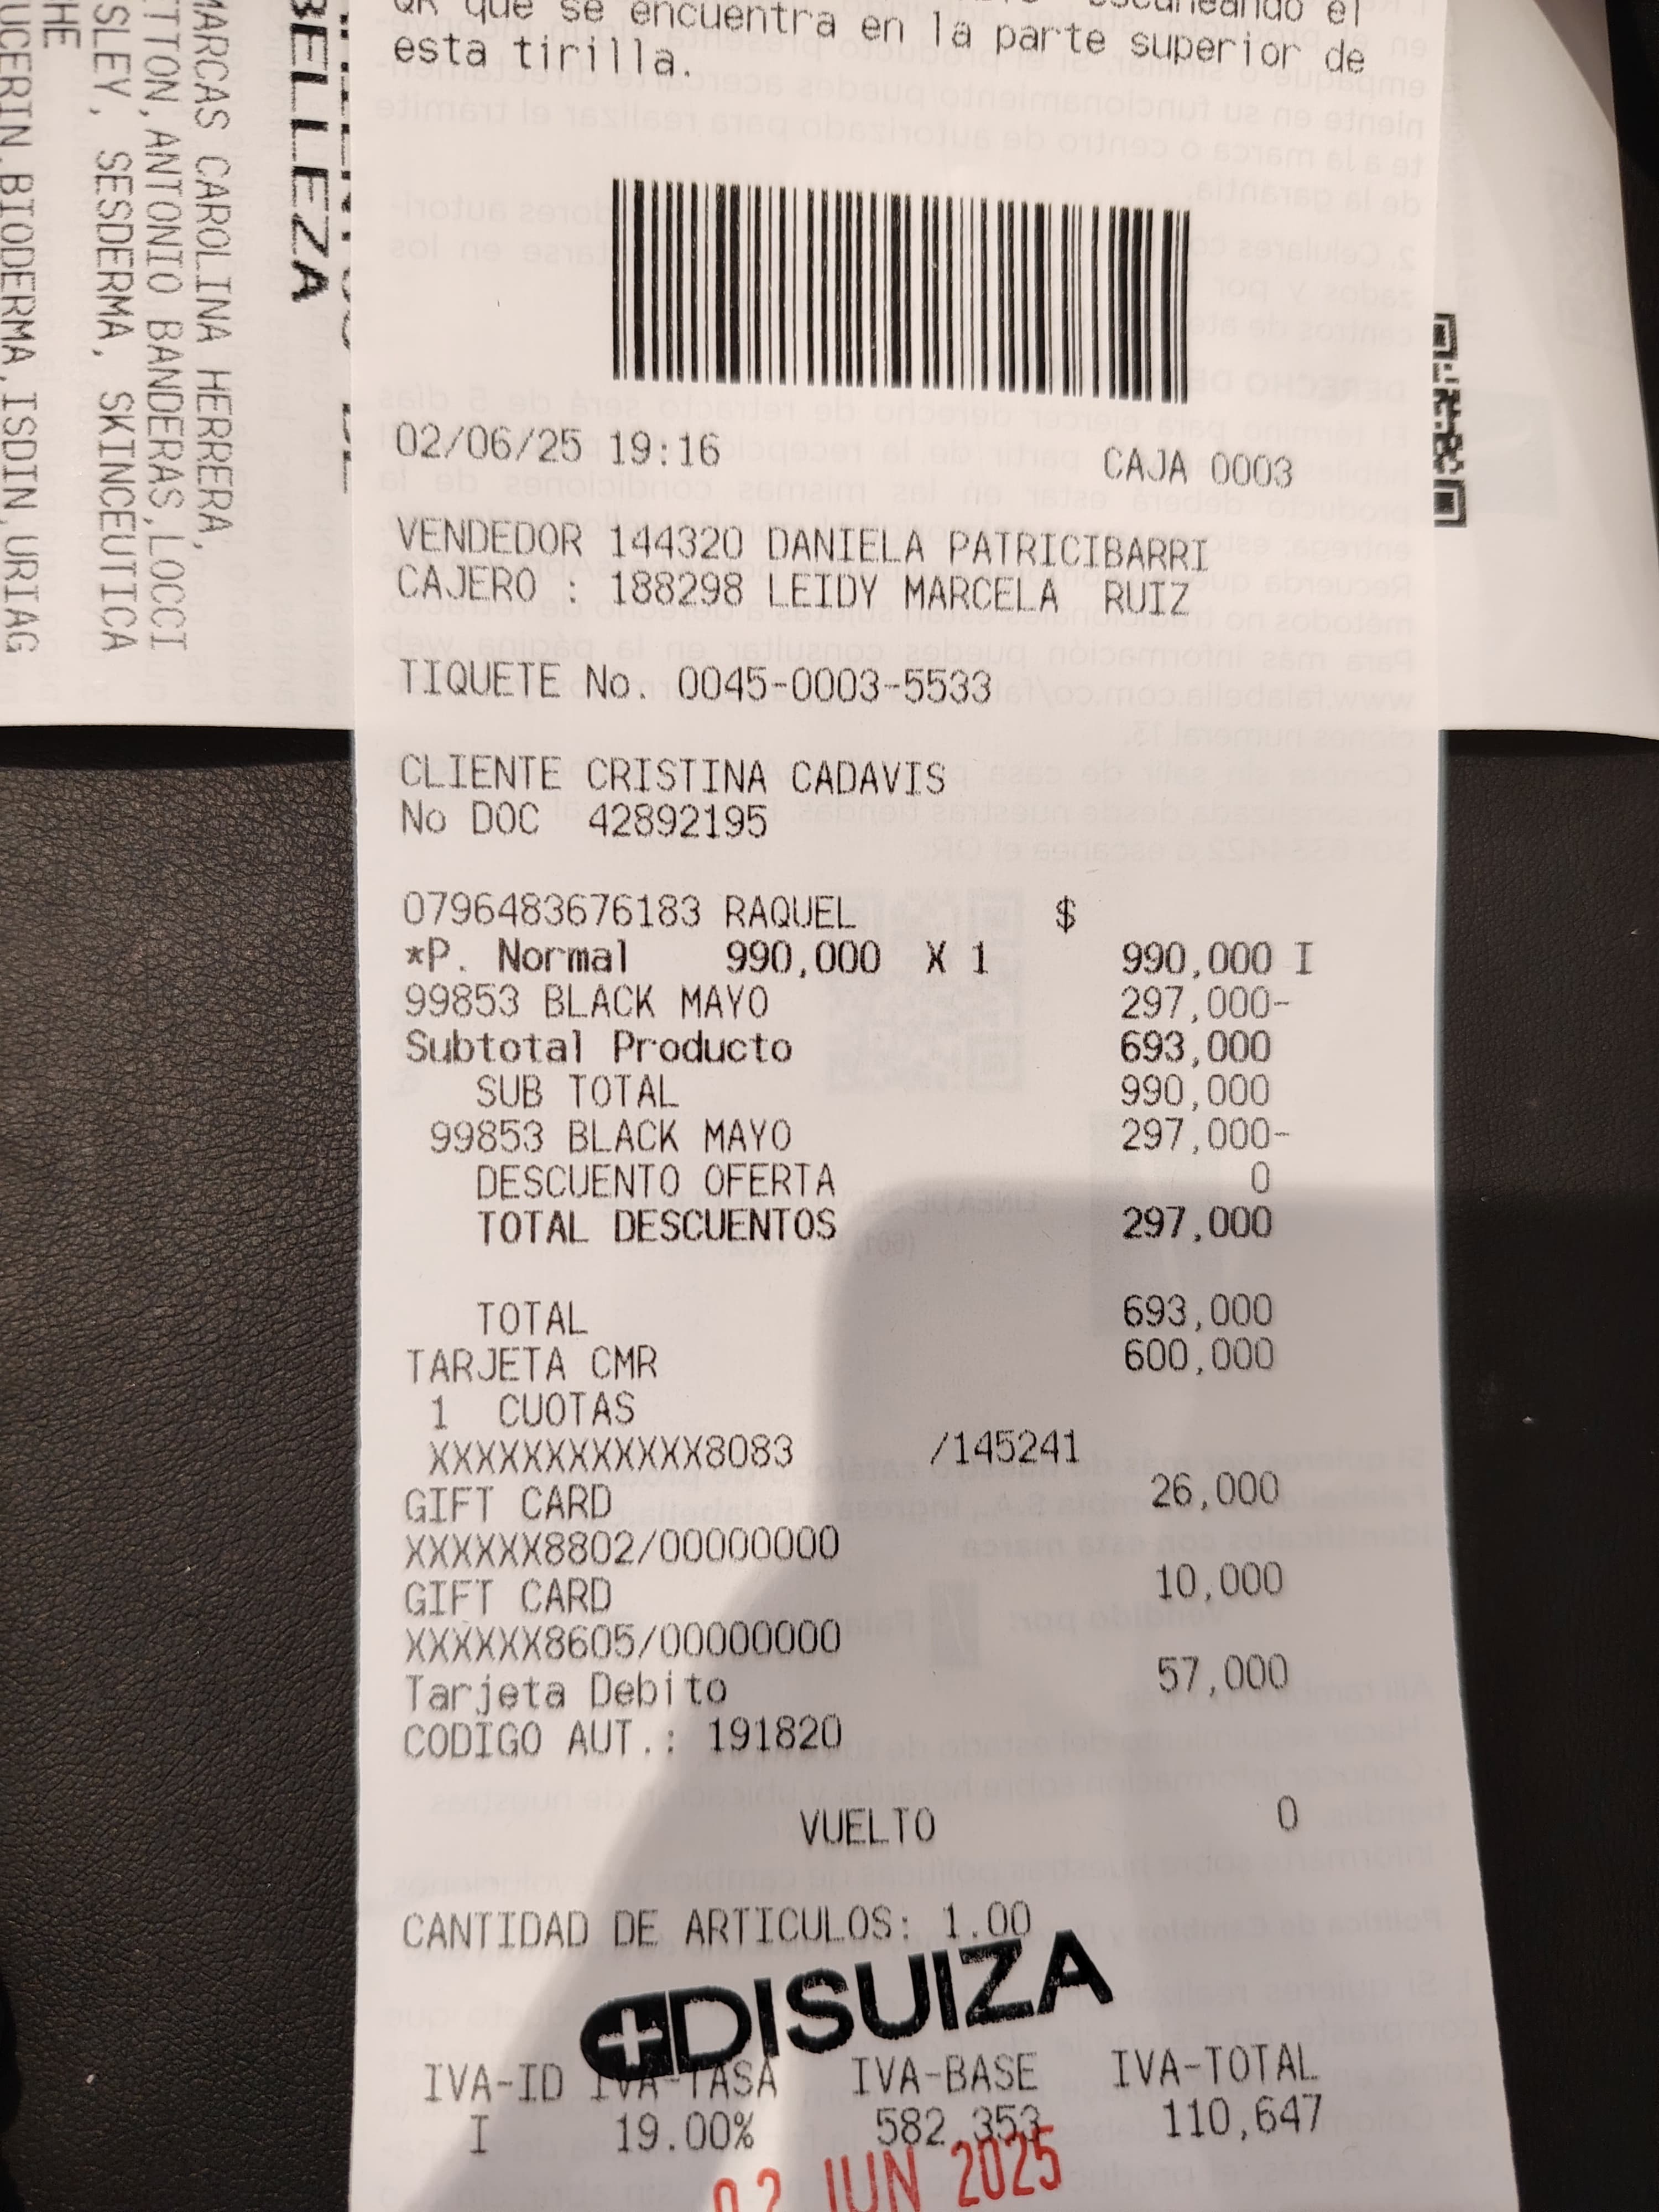 QR que se encuentra en la parte superior de
esta tirilla.
02/06/25 19:16 CAJA 0003
VENDEDOR 144320 DANIELA PATRICIBARRI
CAJERO : 188298 LEIDY MARCELA RUIZ
TIQUETE No. 0045-0003-5533
CLIENTE CRISTINA CADAVIS
No DOC 42892195
0796483676183 RAQUEL $
*P. Normal 990,000 X 1 990,000 I
99853 BLACK MAYO 297,000-
Subtotal Producto 693,000
SUB TOTAL 990,000
99853 BLACK MAYO 297,000-
DESCUENTO OFERTA 0
TOTAL DESCUENTOS 297,000
TOTAL 693,000
TARJETA CMR 600,000
1 CUOTAS
XXXXXXXXXXXX8083 /145241
GIFT CARD 26,000
XXXXXX8802/00000000
GIFT CARD 10,000
XXXXXX8605/00000000
Tarjeta Debito 57,000
CODIGO AUT.: 191820
VUELTO 0
CANTIDAD DE ARTICULOS: 1.00
DISUIZA
IVA-ID IVA-TASA IVA-BASE IVA-TOTAL
I 19.00% 582,353 110,647
02 JUN 2025
BELLEZA
MARCAS CAROLINA HERRERA,
ANTONIO BANDERAS,LOCCI
SESDERMA, SKINCEUTICA
BIODERMA,ISDIN,URIAG